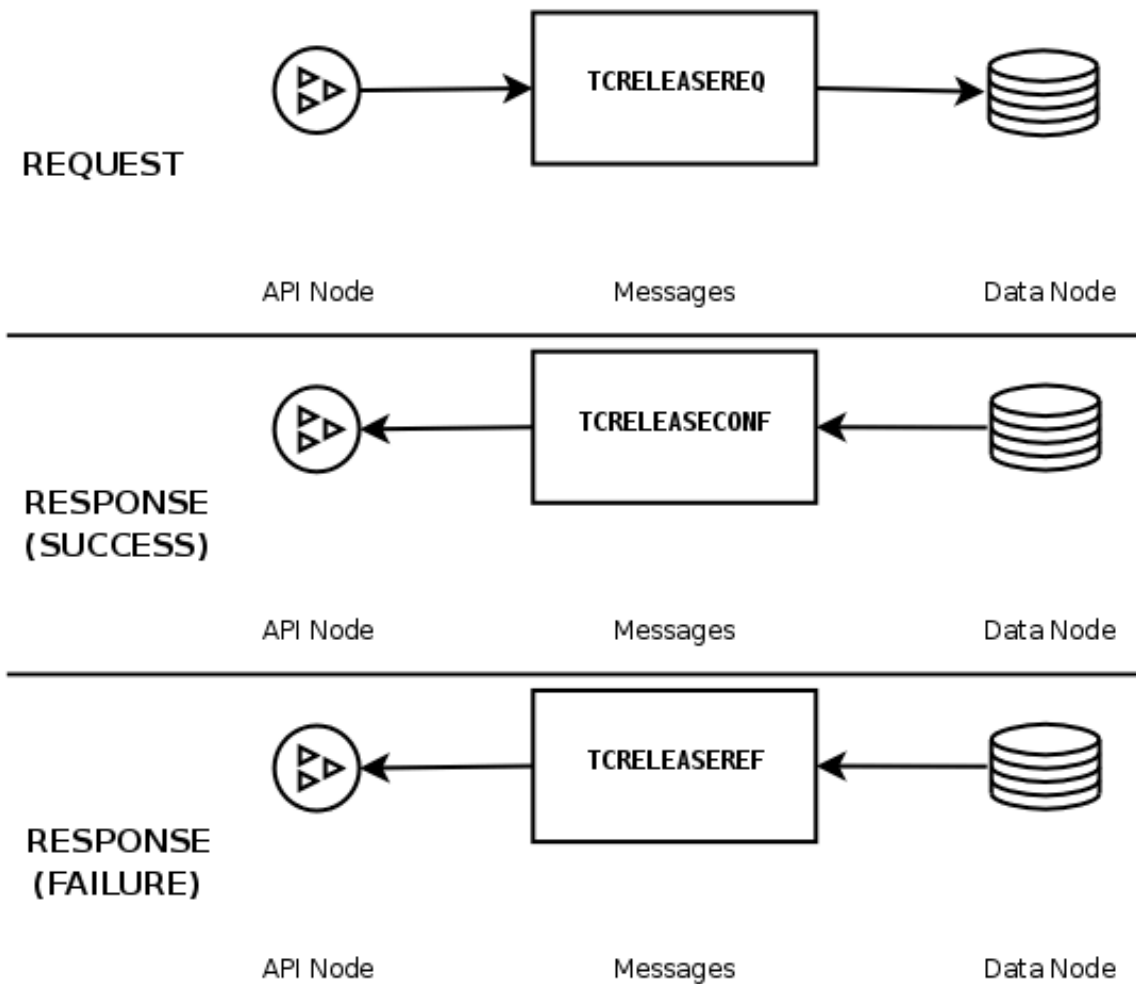 TCRELEASEREQ
REQUEST
API Node Messages Data Node
TCRELEASECONF
RESPONSE
(SUCCESS)
API Node Messages Data Node
TCRELEASEREF
RESPONSE
(FAILURE)
API Node Messages Data Node